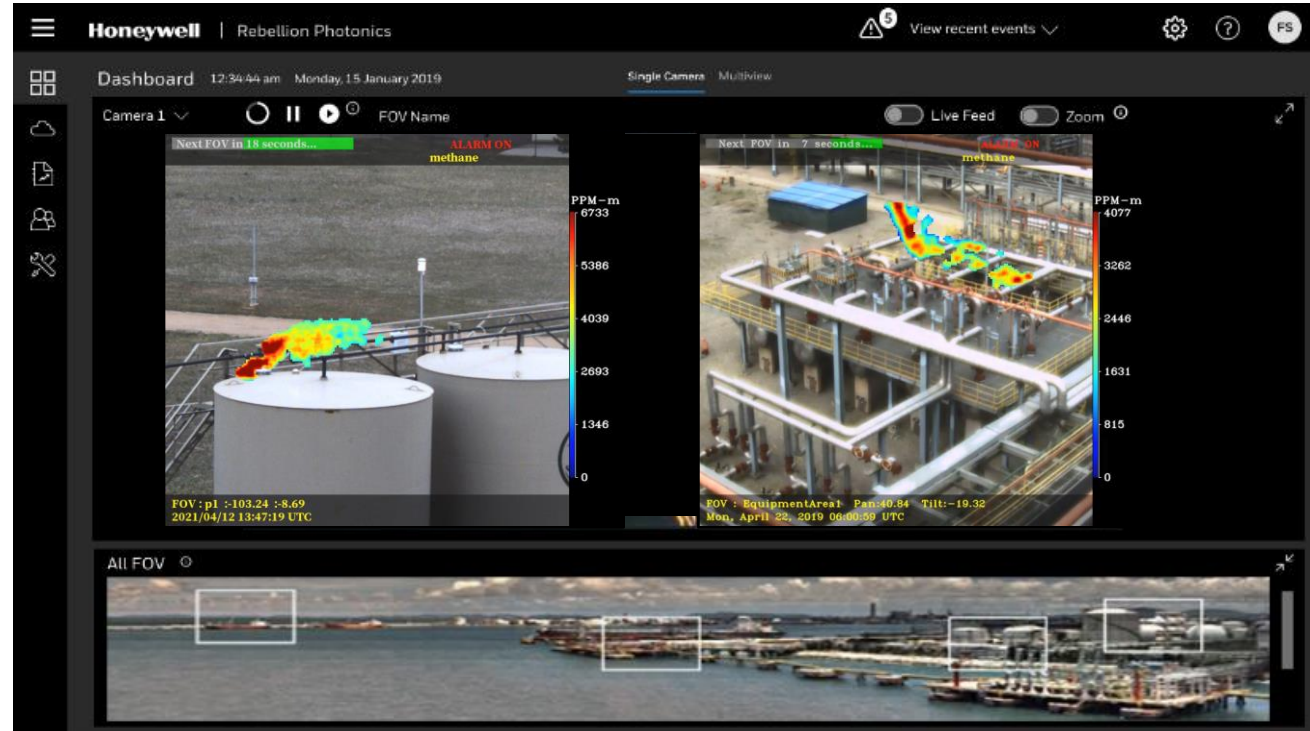 Honeywell | Rebellion Photonics
5
View recent events
?
FS
Dashboard 12:34:44 am Monday, 15 January 2019
Single Camera Multiview
Camera 1
FOV Name
Live Feed
Zoom
Next FOV in 18 seconds...
ALARM ON
methane
PPM-m
6733
5386
4039
2693
1346
0
FOV : p1 :-103.24 :-8.69
2021/04/12 13:47:19 UTC
Next FOV in 7 seconds...
ALARM ON
methane
PPM-m
4077
3262
2446
1631
815
0
FOV : EquipmentArea1 Pan:40.84 Tilt:-19.32
Mon, April 22, 2019 06:00:59 UTC
All FOV